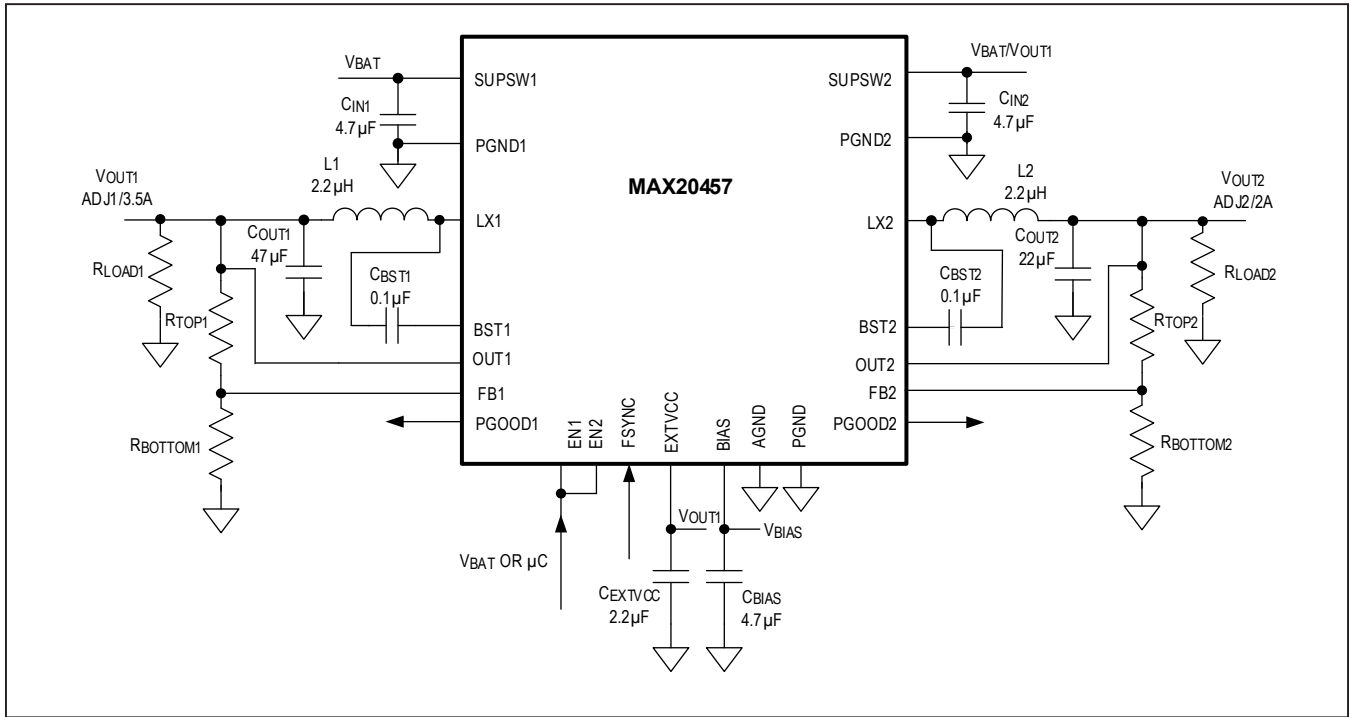 VBAT
SUPSW1
CIN1
4.7µF
PGND1
L1
2.2µH
VOUT1
ADJ1/3.5A
LX1
COUT1
47µF
RLOAD1
CBST1
0.1µF
RTOP1
BST1
OUT1
FB1
PGOOD1
RBOTTOM1
MAX20457
VBAT/VOUT1
SUPSW2
CIN2
4.7µF
PGND2
L2
2.2µH
VOUT2
ADJ2/2A
LX2
COUT2
22µF
RLOAD2
CBST2
0.1µF
RTOP2
BST2
OUT2
FB2
PGOOD2
RBOTTOM2
EN1
EN2
FSYNC
EXTVCC
BIAS
AGND
PGND
VOUT1
VBIAS
VBAT OR µC
CEXTVCC
2.2µF
CBIAS
4.7µF